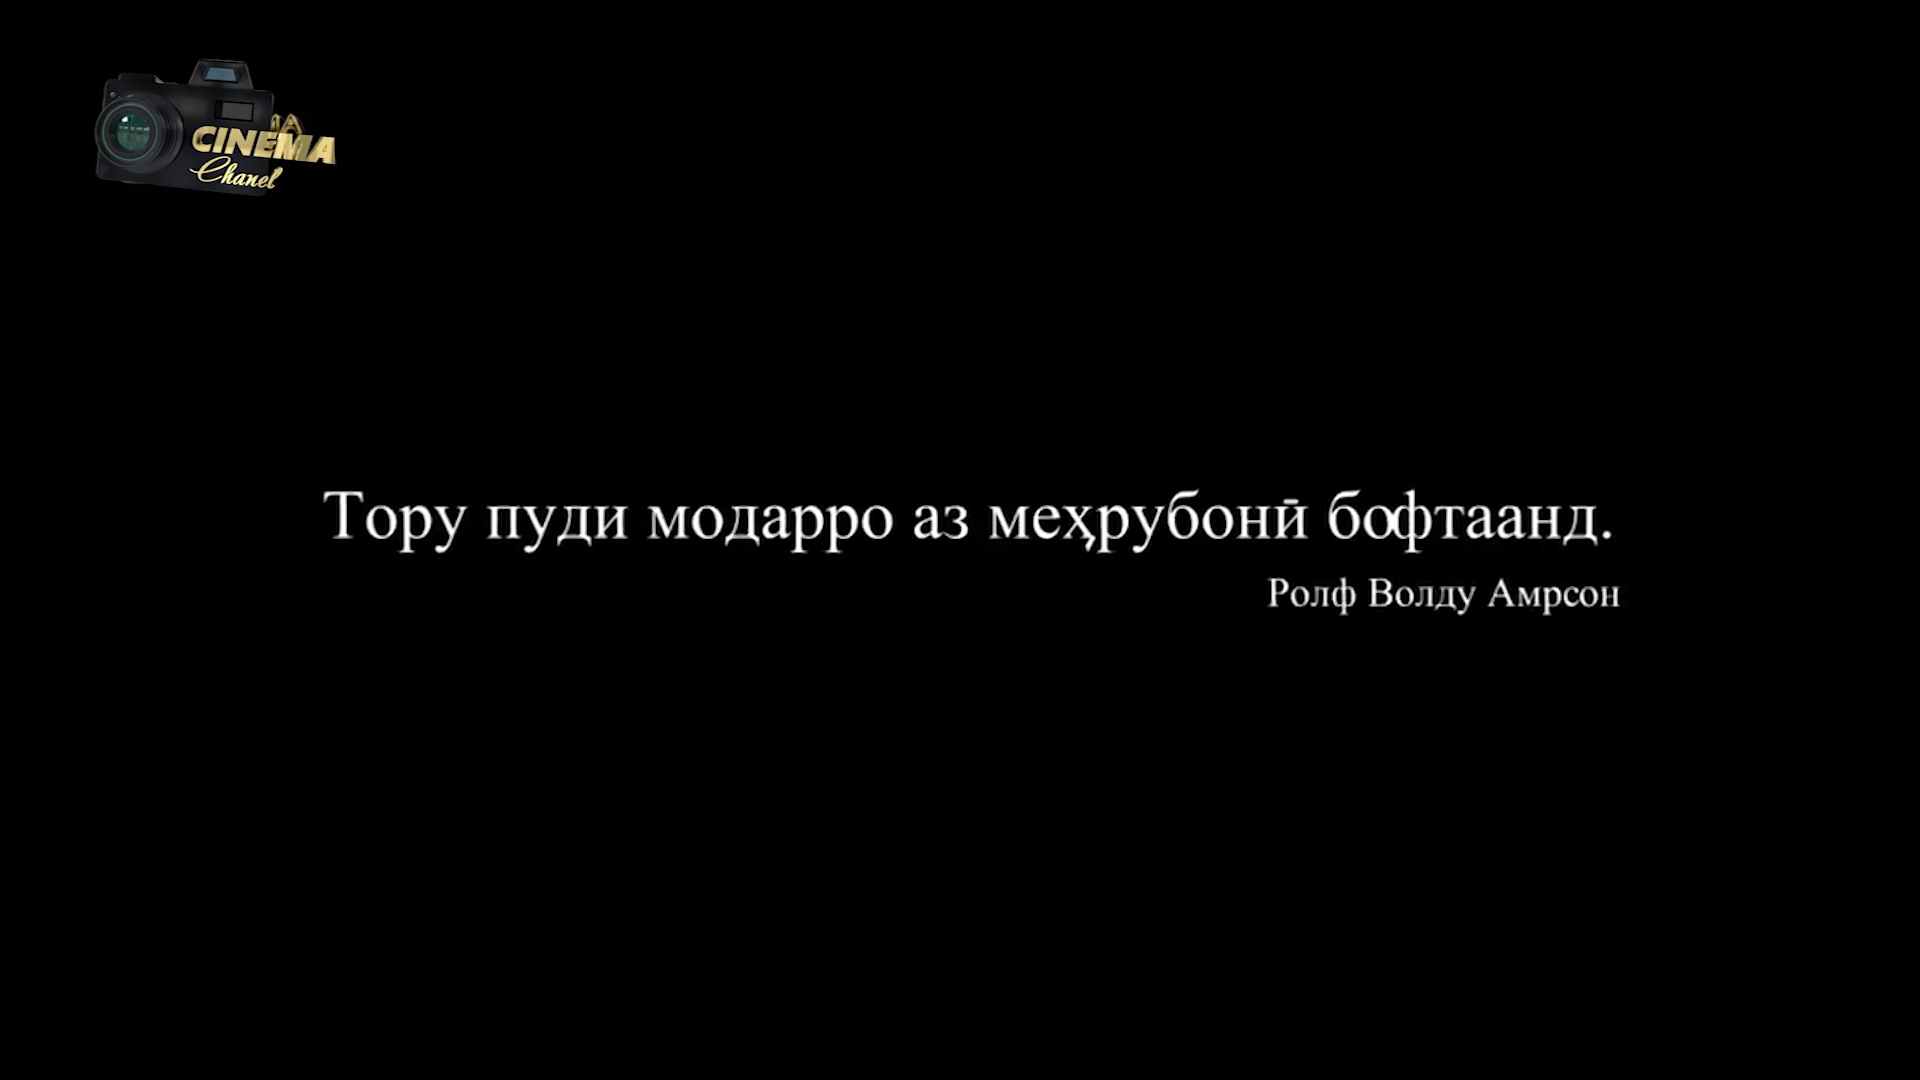 CINEMA
Chanel
Тору пуди модарро аз меҳрубонӣ бофтаанд.
Ролф Волду Амрсон